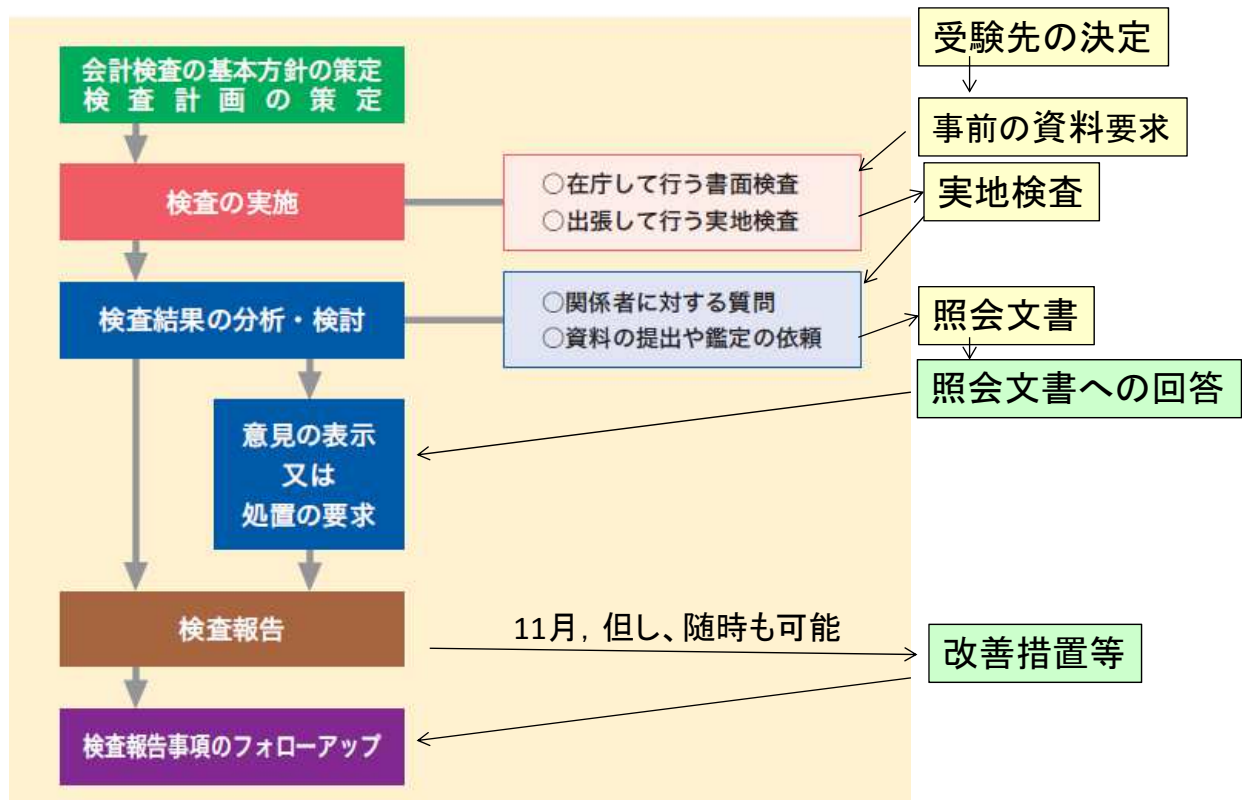 会計検査の基本方針の策定
検査計画の策定
検査の実施
○在庁して行う書面検査
○出張して行う実地検査
検査結果の分析・検討
○関係者に対する質問
○資料の提出や鑑定の依頼
意見の表示
又は
処置の要求
検査報告
11月，但し、随時も可能
検査報告事項のフォローアップ
受験先の決定
事前の資料要求
実地検査
照会文書
照会文書への回答
改善措置等